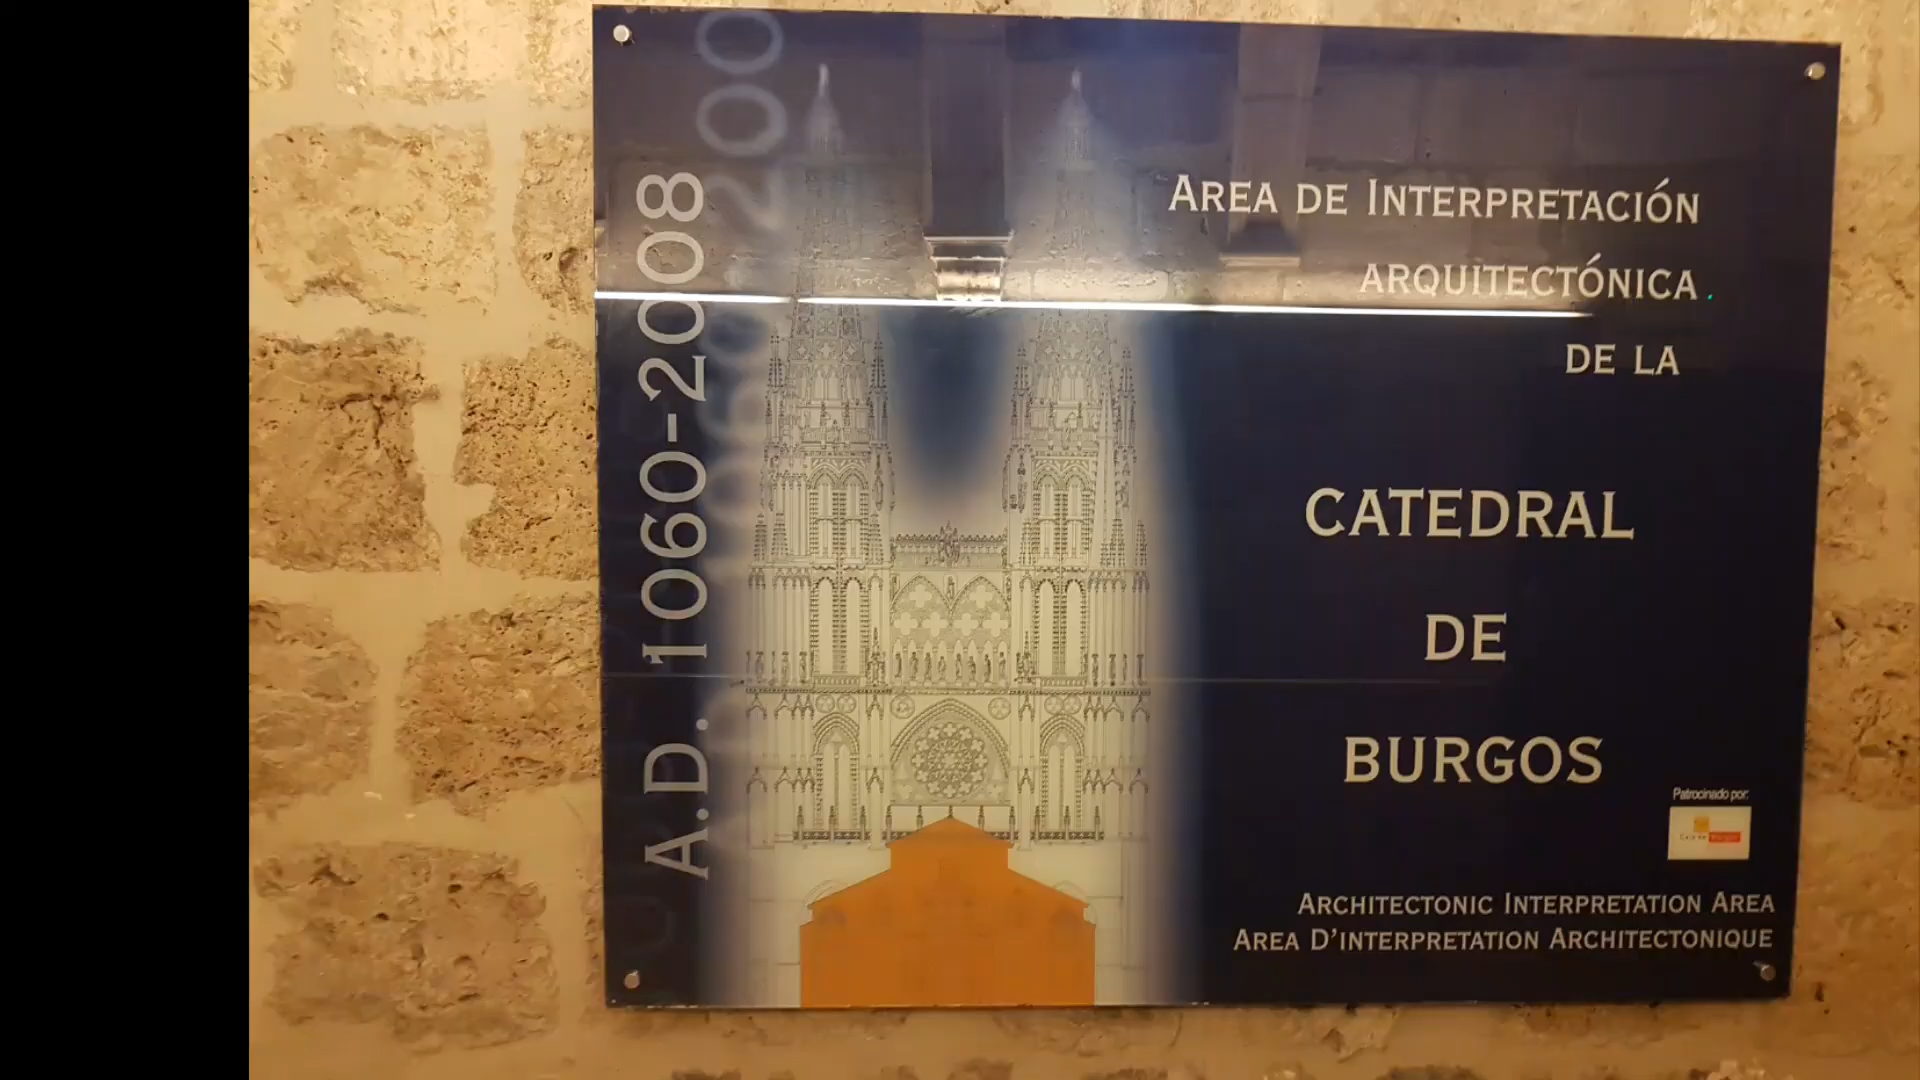 A.D. 1060-2008
AREA DE INTERPRETACIÓN
ARQUITECTÓNICA
DE LA
CATEDRAL
DE
BURGOS
Patrocinado por:
ARCHITECTONIC INTERPRETATION AREA
AREA D'INTERPRETATION ARCHITECTONIQUE